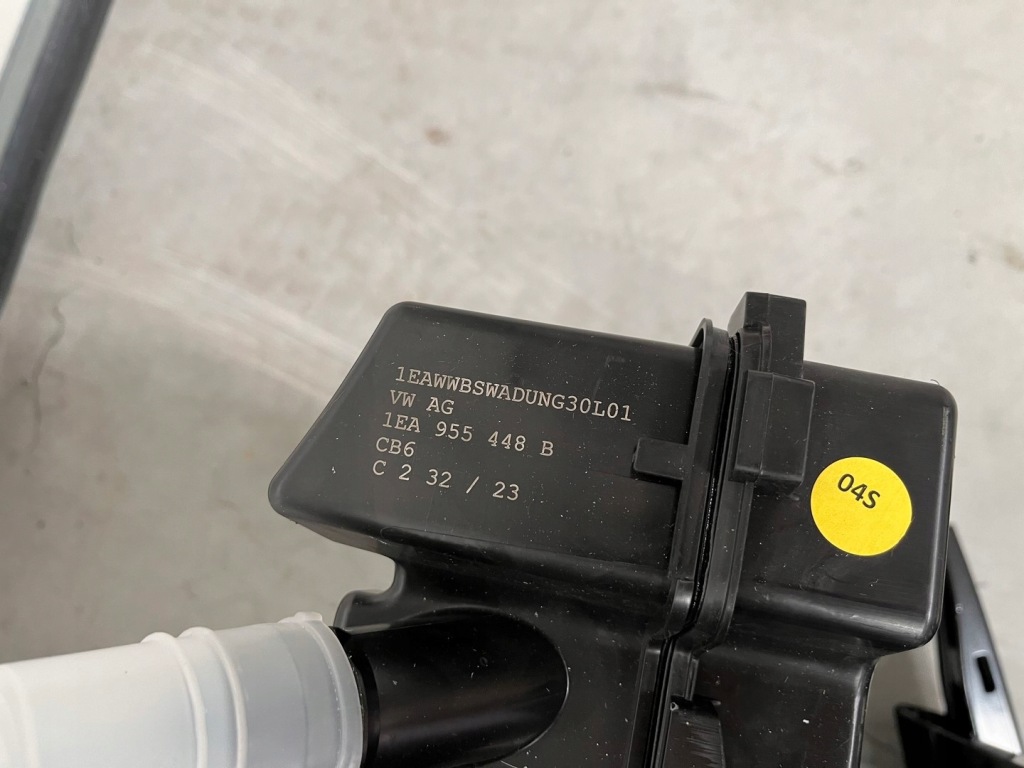 1EAWWBSWADUNG30L01
VW AG
1EA 955 448 B
CB6
C 2 32 / 23
04S